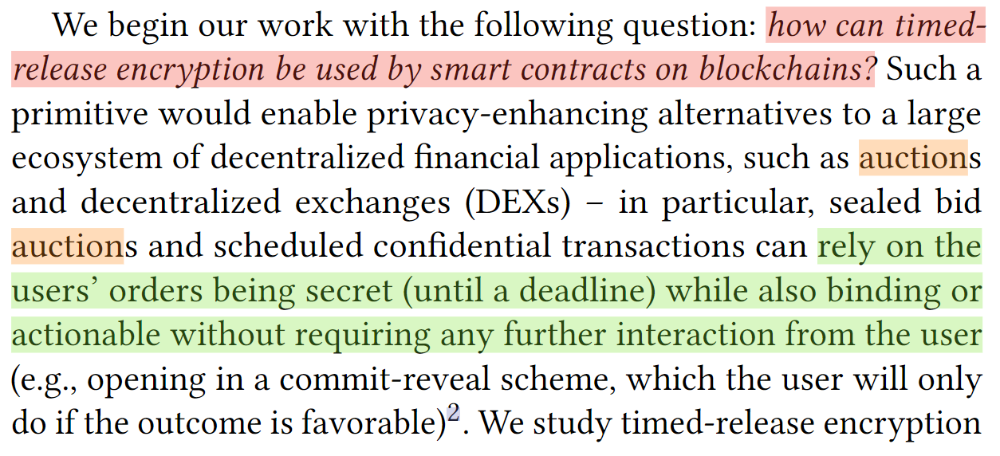 We begin our work with the following question: how can timed-
release encryption be used by smart contracts on blockchains? Such a
primitive would enable privacy-enhancing alternatives to a large
ecosystem of decentralized financial applications, such as auctions
and decentralized exchanges (DEXs) – in particular, sealed bid
auctions and scheduled confidential transactions can rely on the
users’ orders being secret (until a deadline) while also binding or
actionable without requiring any further interaction from the user
(e.g., opening in a commit-reveal scheme, which the user will only
do if the outcome is favorable)2. We study timed-release encryption